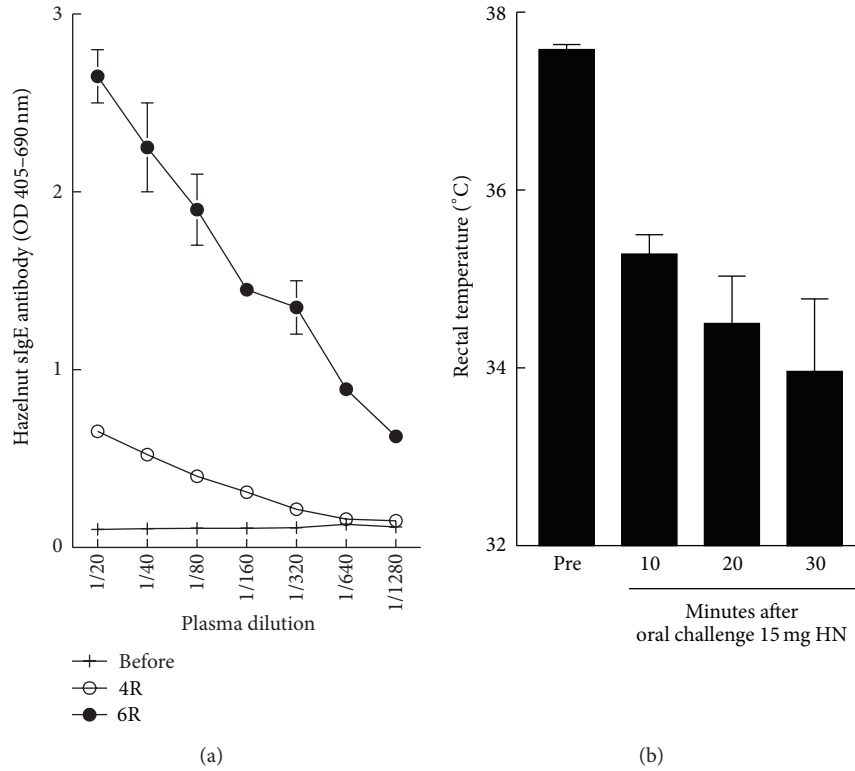 3
2
1
0
Hazelnut sIgE antibody (OD 405–690 nm)
1/20
1/40
1/80
1/160
1/320
1/640
1/1280
Plasma dilution
Before
4R
6R
(a)
38
36
34
32
Rectal temperature (°C)
Pre
10
20
30
Minutes after
oral challenge 15 mg HN
(b)